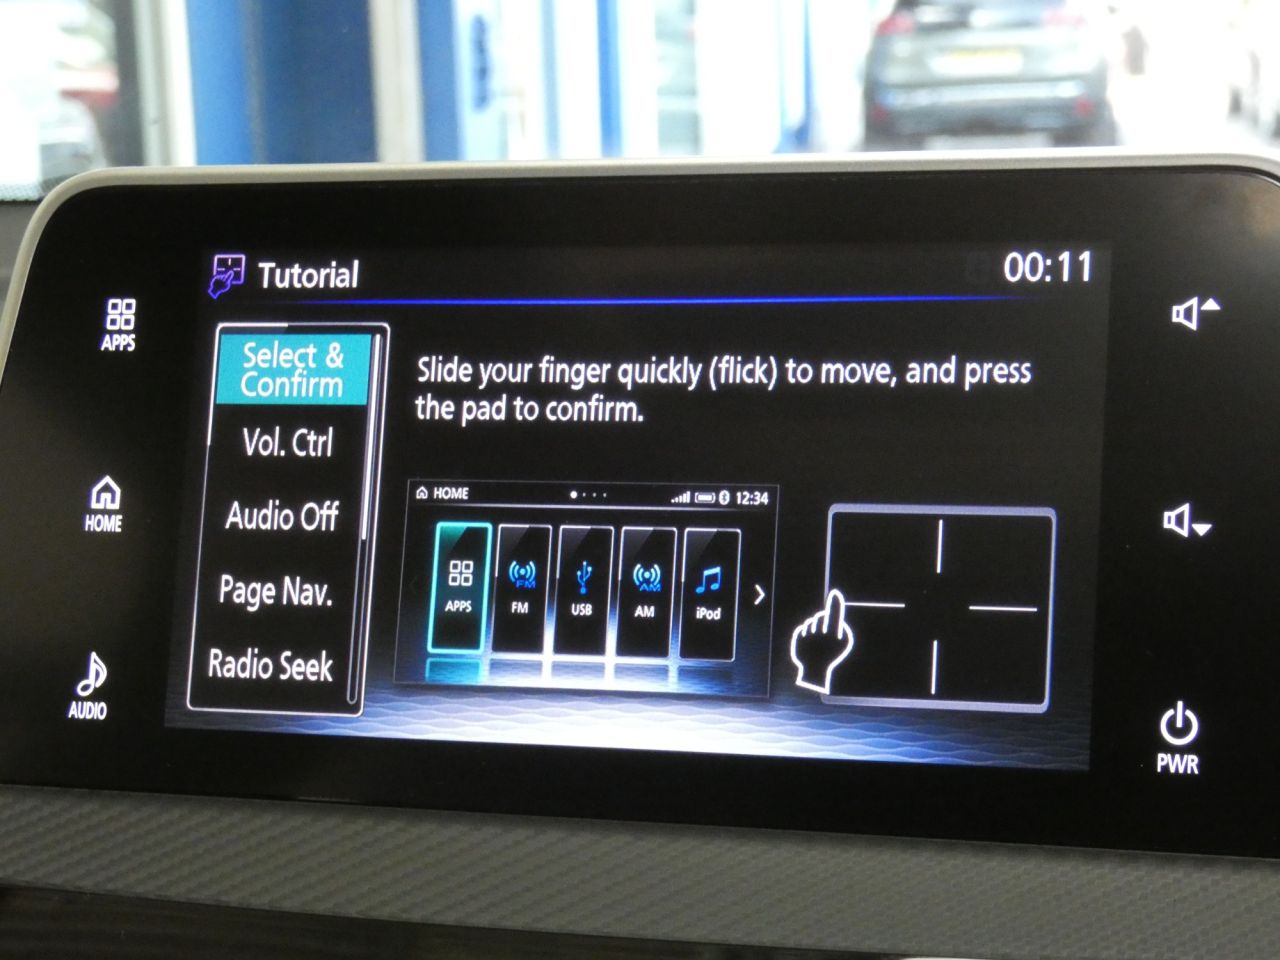 Tutorial
00:11
APPS
HOME
AUDIO
Select &
Confirm
Vol. Ctrl
Audio Off
Page Nav.
Radio Seek
Slide your finger quickly (flick) to move, and press
the pad to confirm.
HOME
12:34
APPS
FM
FM
USB
AM
AM
iPod
PWR